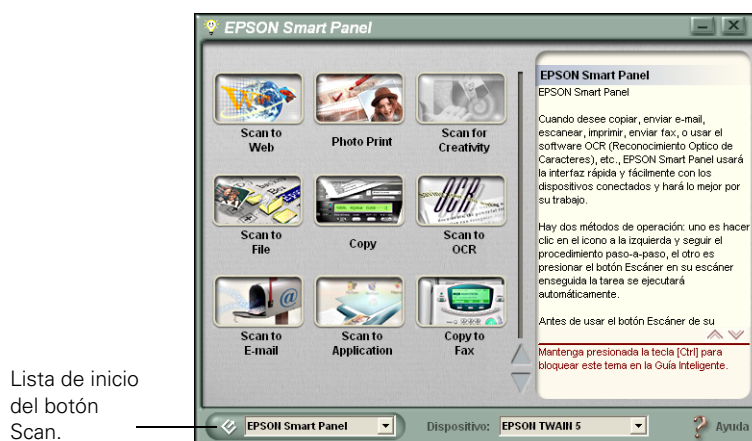 EPSON Smart Panel
Scan to
Web
Photo Print
Scan for
Creativity
Scan to
File
Copy
Scan to
OCR
Scan to
E-mail
Scan to
Application
Copy to
Fax
EPSON Smart Panel
EPSON Smart Panel
Cuando desee copiar, enviar e-mail,
escanear, imprimir, enviar fax, o usar el
software OCR (Reconocimiento Optico de
Caracteres), etc., EPSON Smart Panel usará
la interfaz rápida y fácilmente con los
dispositivos conectados y hará lo mejor por
su trabajo.
Hay dos métodos de operación: uno es hacer
clic en el icono a la izquierda y seguir el
procedimiento paso-a-paso, el otro es
presionar el botón Escáner en su escáner
enseguida la tarea se ejecutará
automáticamente.
Antes de usar el botón Escáner de su
Mantenga presionada la tecla [Ctrl] para
bloquear este tema en la Guía Inteligente.
Lista de inicio
del botón
Scan.
EPSON Smart Panel
Dispositivo: EPSON TWAIN 5
Ayuda